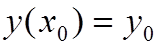 y(x₀) = y₀